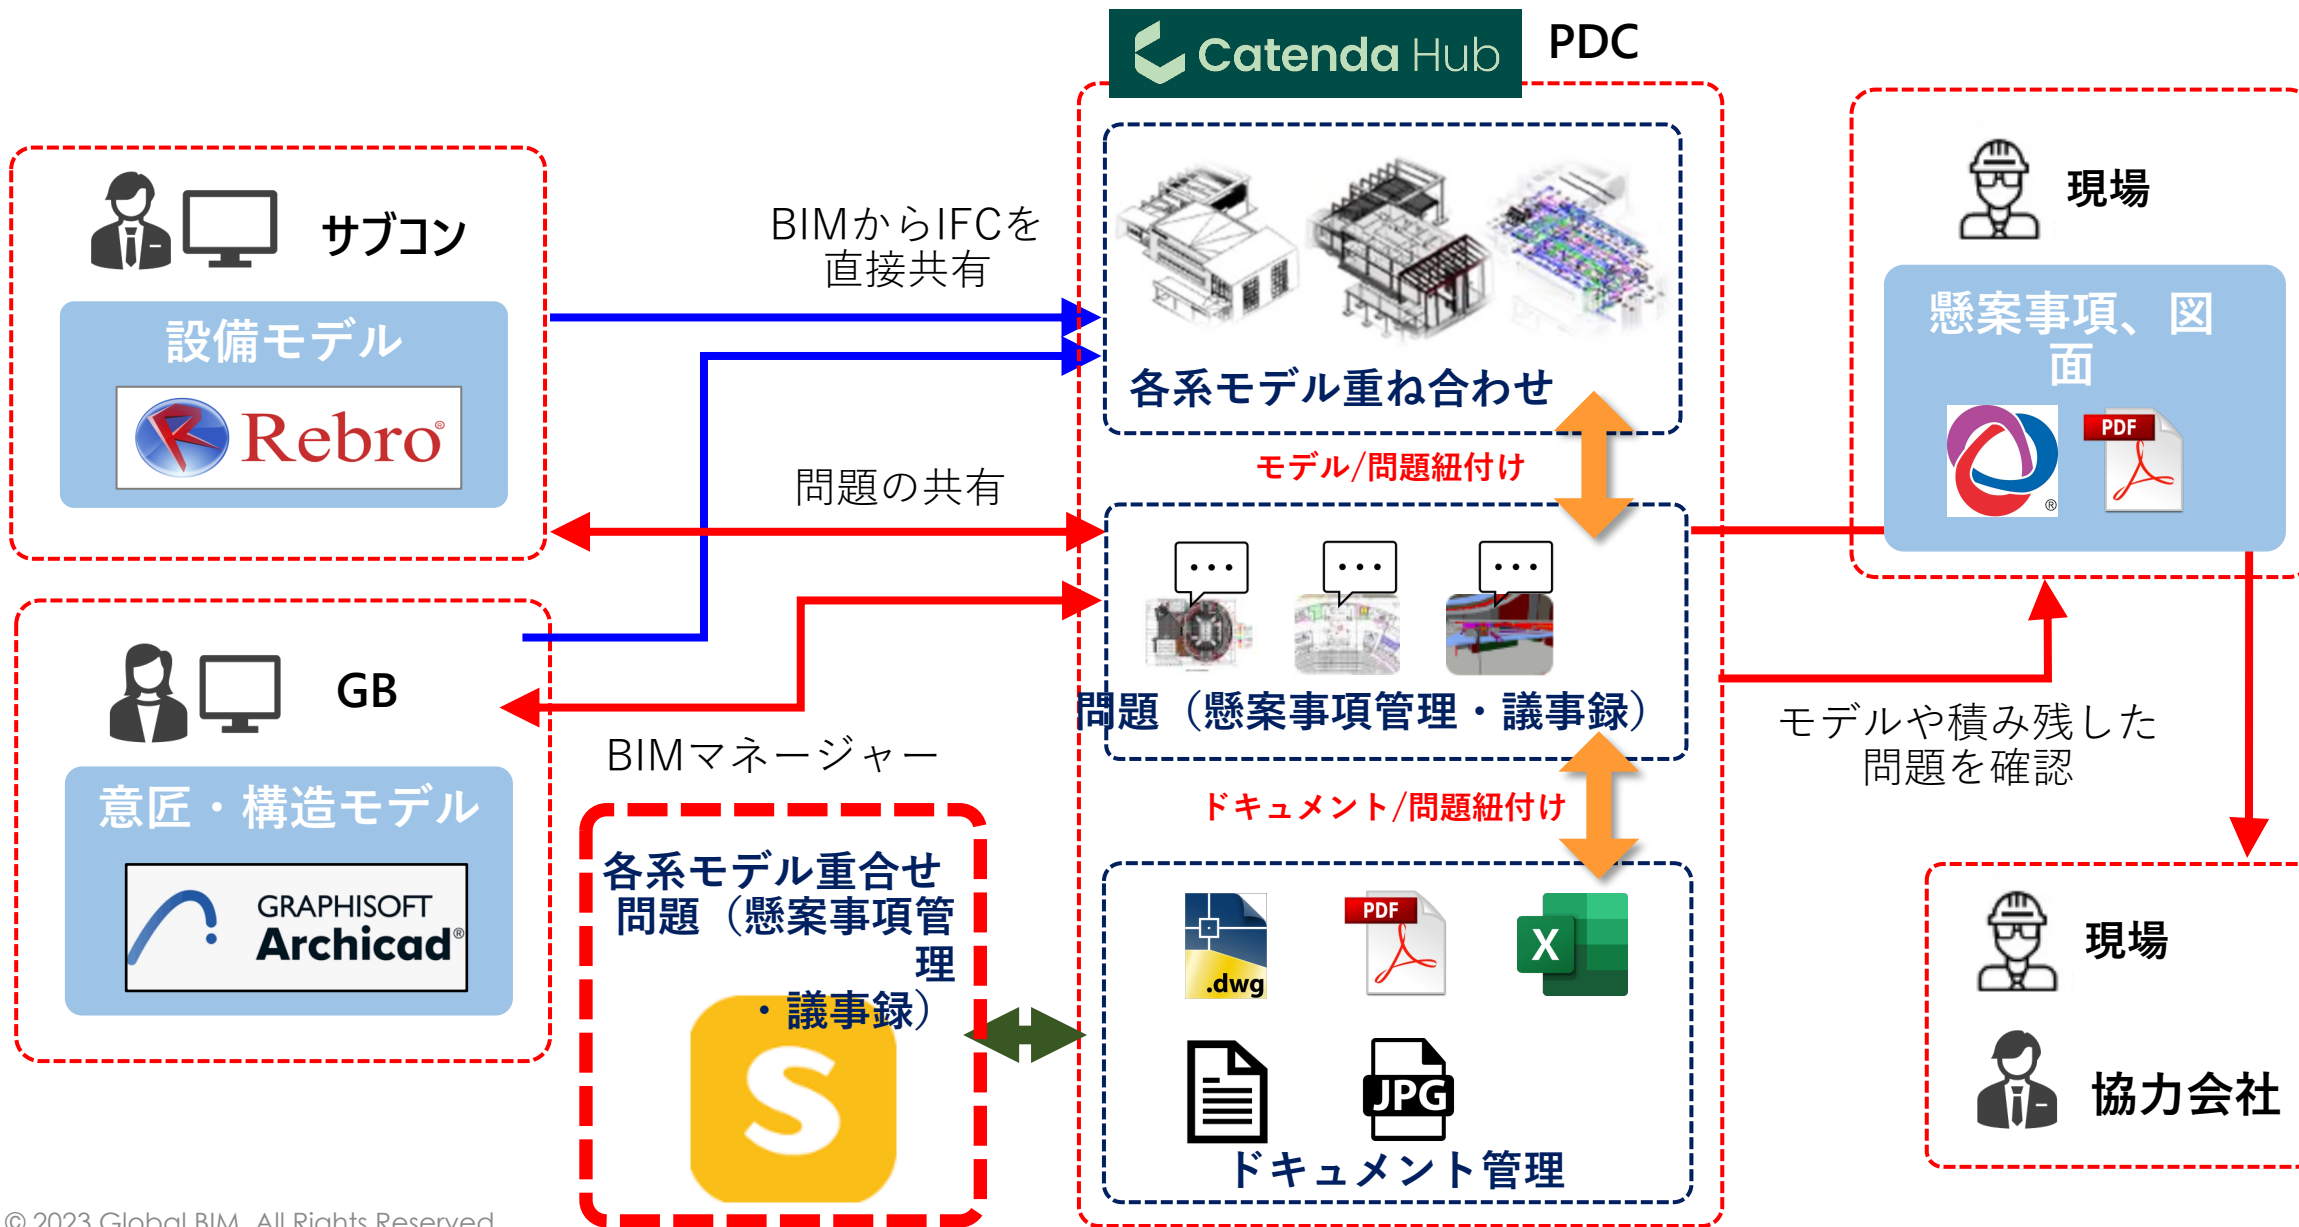 Catenda Hub
PDC
サブコン
設備モデル
Rebro®
BIMからIFCを
直接共有
問題の共有
GB
意匠・構造モデル
GRAPHISOFT
Archicad®
BIMマネージャー
各系モデル重合せ
問題（懸案事項管
理
・議事録）
S
各系モデル重ね合わせ
モデル/問題紐付け
問題（懸案事項管理・議事録）
ドキュメント/問題紐付け
.dwg
PDF
X
JPG
ドキュメント管理
現場
懸案事項、図
面
®
PDF
モデルや積み残した
問題を確認
現場
協力会社
© 2023 Global BIM. All Rights Reserved